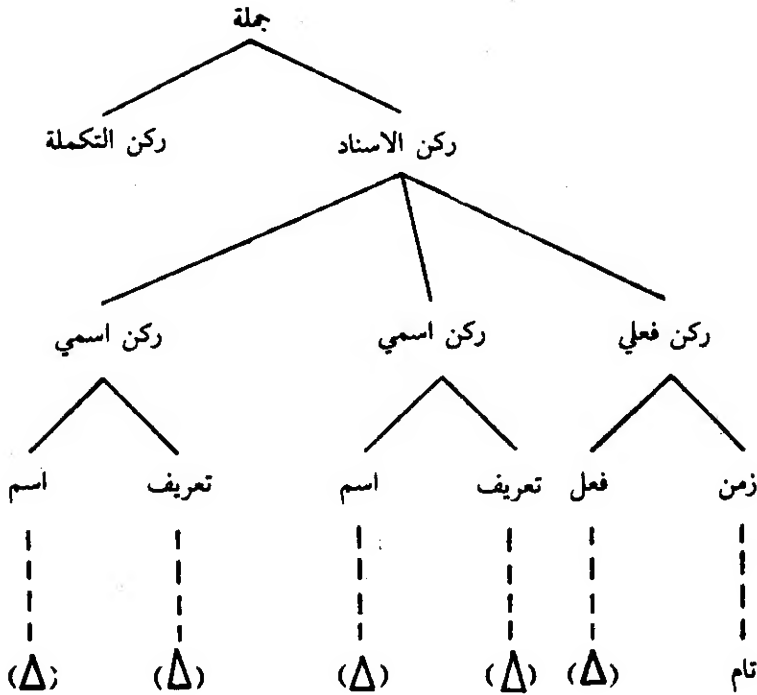 جملة
ركن الاسناد ركن التكملة
ركن فعلي ركن اسمي ركن اسمي
زمن فعل تعريف اسم تعريف اسم
تام (Δ) (Δ) (Δ) (Δ) (Δ)